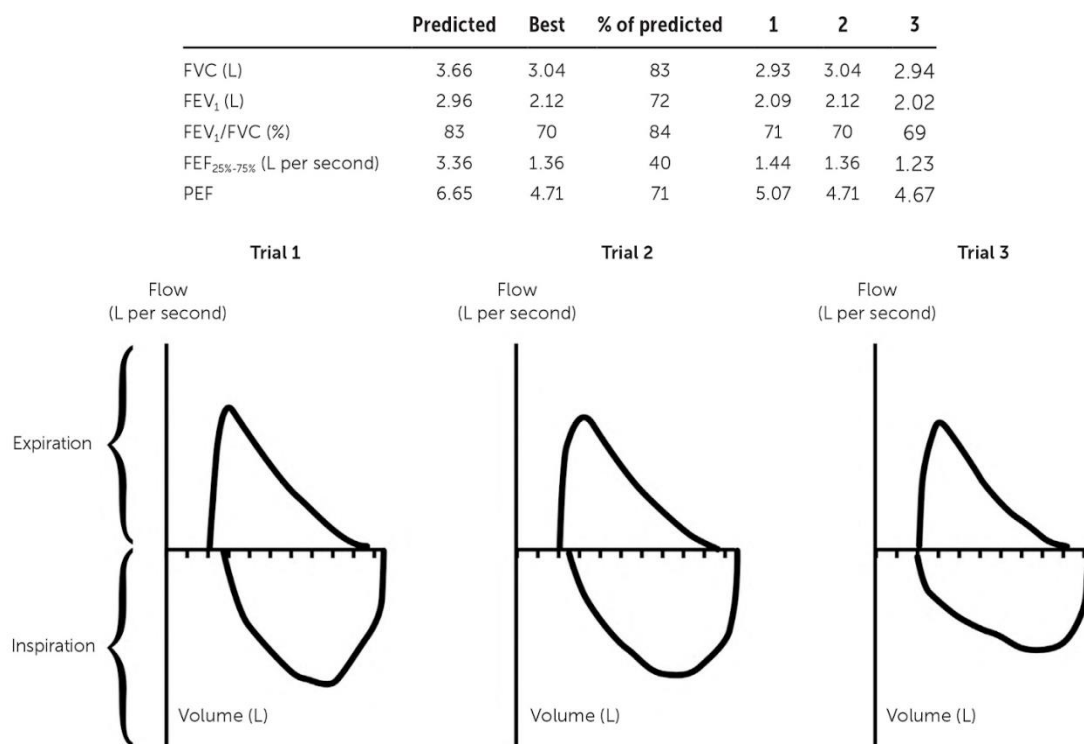 Predicted Best % of predicted 1 2 3
FVC (L) 3.66 3.04 83 2.93 3.04 2.94
FEV₁ (L) 2.96 2.12 72 2.09 2.12 2.02
FEV₁/FVC (%) 83 70 84 71 70 69
FEF₂₅%-₇₅% (L per second) 3.36 1.36 40 1.44 1.36 1.23
PEF 6.65 4.71 71 5.07 4.71 4.67
Trial 1 Trial 2 Trial 3
Flow Flow Flow
(L per second) (L per second) (L per second)
Expiration
Inspiration
Volume (L) Volume (L) Volume (L)